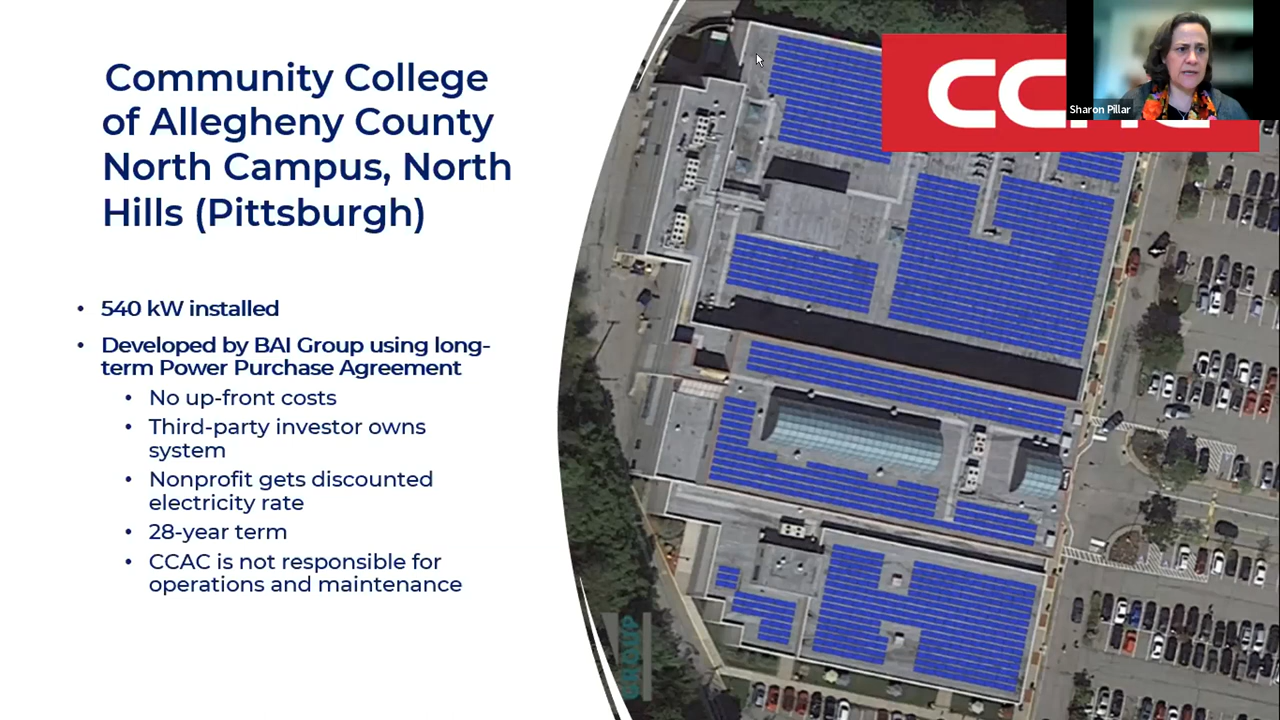 Community College
of Allegheny County
North Campus, North
Hills (Pittsburgh)
• 540 kW installed
• Developed by BAI Group using long-
term Power Purchase Agreement
• No up-front costs
• Third-party investor owns
system
• Nonprofit gets discounted
electricity rate
• 28-year term
• CCAC is not responsible for
operations and maintenance
Sharon Pillar
GROUP